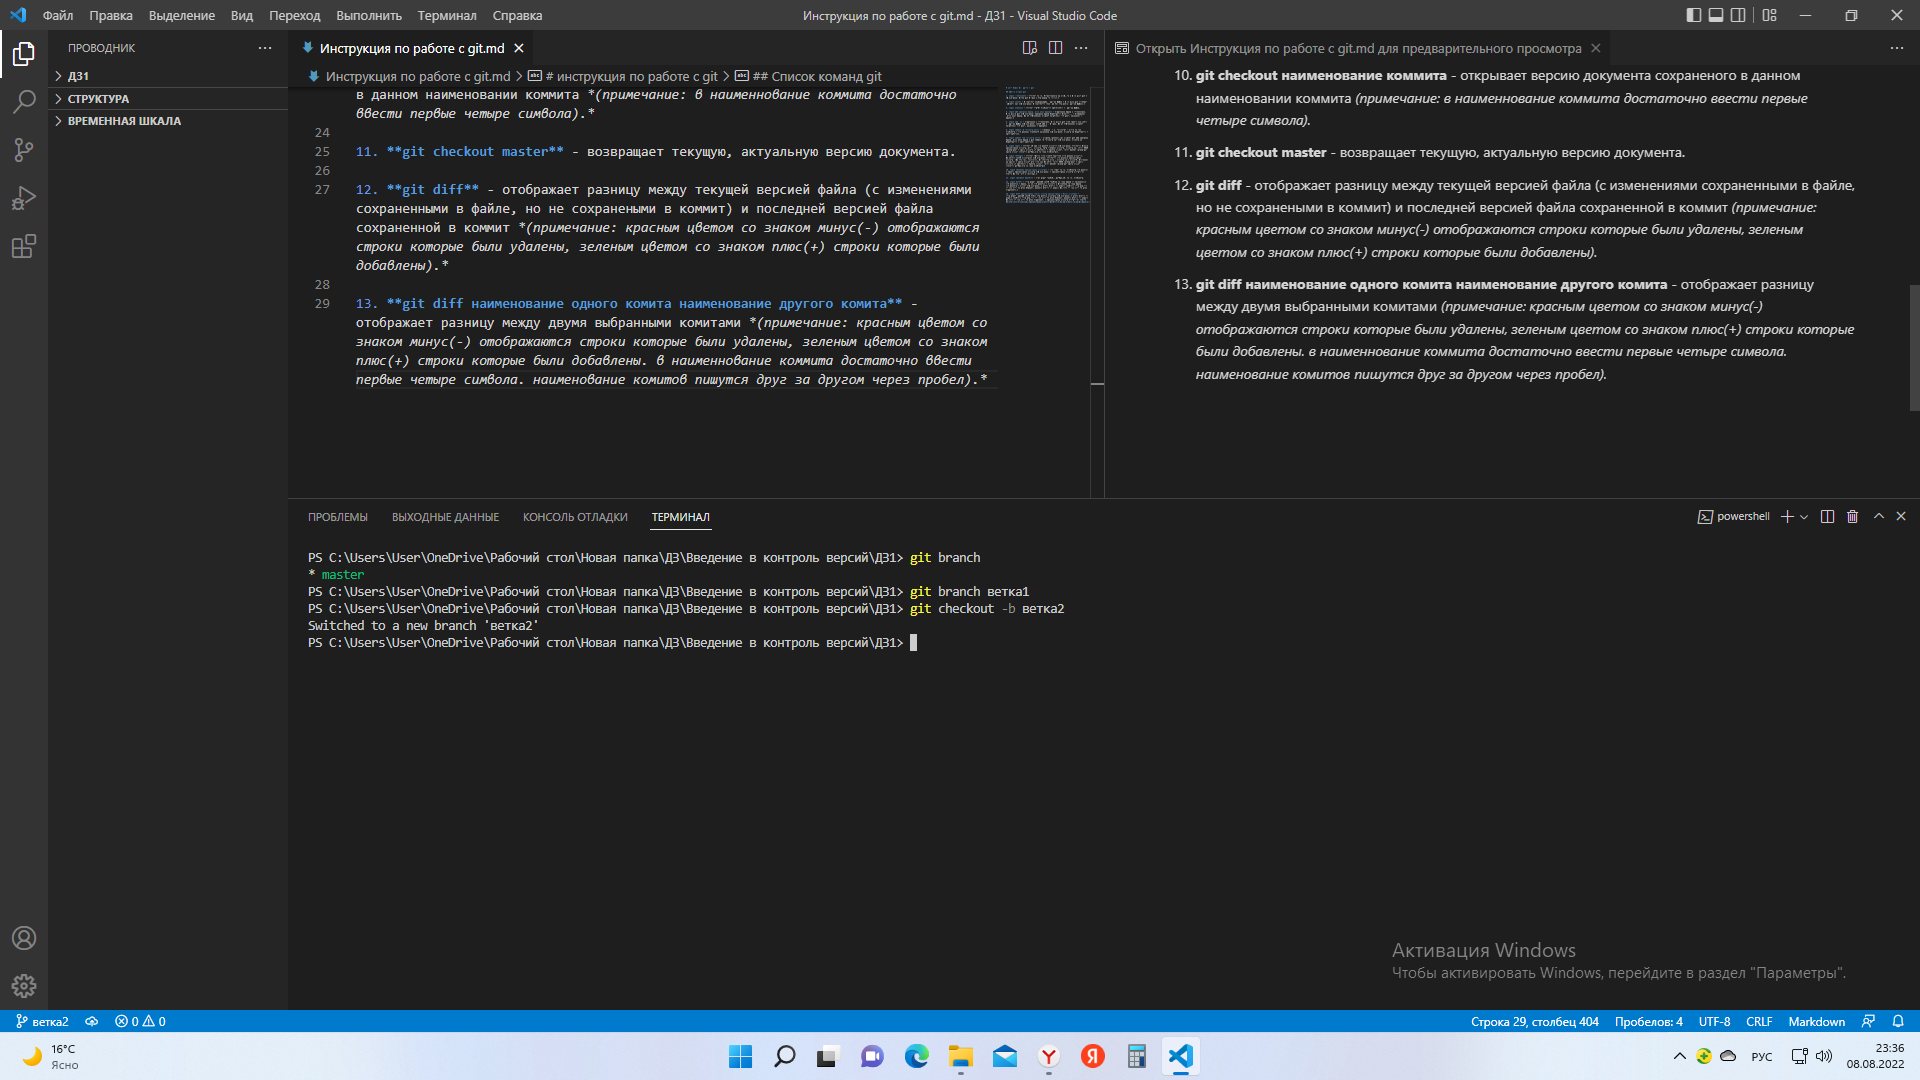 Файл Правка Выделение Вид Переход Выполнить Терминал Справка
Инструкция по работе с git.md - ДЗ1 - Visual Studio Code
ПРОВОДНИК
ДЗ1
СТРУКТУРА
ВРЕМЕННАЯ ШКАЛА
Инструкция по работе с git.md
Инструкция по работе с git.md > # инструкция по работе с git > ## Список команд git
в данном наименовании коммита *(примечание: в наименнование коммита достаточно
ввести первые четыре символа).*
24
25 11. **git checkout master** - возвращает текущую, актуальную версию документа.
26
27 12. **git diff** - отображает разницу между текущей версией файла (с изменениями
сохраненными в файле, но не сохранеными в коммит) и последней версией файла
сохраненной в коммит *(примечание: красным цветом со знаком минус(-) отображаются
строки которые были удалены, зеленым цветом со знаком плюс(+) строки которые были
добавлены).*
28
29 13. **git diff наименование одного комита наименование другого комита** -
отображает разницу между двумя выбранными комитами *(примечание: красным цветом со
знаком минус(-) отображаются строки которые были удалены, зеленым цветом со знаком
плюс(+) строки которые были добавлены. в наименнование коммита достаточно ввести
первые четыре символа. наименование комитов пишутся друг за другом через пробел).*
Открыть Инструкция по работе с git.md для предварительного просмотра
10. git checkout наименование коммита - открывает версию документа сохраненого в данном
наименовании коммита (примечание: в наименнование коммита достаточно ввести первые
четыре символа).
11. git checkout master - возвращает текущую, актуальную версию документа.
12. git diff - отображает разницу между текущей версией файла (с изменениями сохраненными в файле,
но не сохранеными в коммит) и последней версией файла сохраненной в коммит (примечание:
красным цветом со знаком минус(-) отображаются строки которые были удалены, зеленым
цветом со знаком плюс(+) строки которые были добавлены).
13. git diff наименование одного комита наименование другого комита - отображает разницу
между двумя выбранными комитами (примечание: красным цветом со знаком минус(-)
отображаются строки которые были удалены, зеленым цветом со знаком плюс(+) строки которые
были добавлены. в наименнование коммита достаточно ввести первые четыре символа.
наименование комитов пишутся друг за другом через пробел).
ПРОБЛЕМЫ ВЫХОДНЫЕ ДАННЫЕ КОНСОЛЬ ОТЛАДКИ ТЕРМИНАЛ
powershell
PS C:\Users\User\OneDrive\Рабочий стол\Новая папка\ДЗ\Введение в контроль версий\ДЗ1> git branch
* master
PS C:\Users\User\OneDrive\Рабочий стол\Новая папка\ДЗ\Введение в контроль версий\ДЗ1> git branch ветка1
PS C:\Users\User\OneDrive\Рабочий стол\Новая папка\ДЗ\Введение в контроль версий\ДЗ1> git checkout -b ветка2
Switched to a new branch 'ветка2'
PS C:\Users\User\OneDrive\Рабочий стол\Новая папка\ДЗ\Введение в контроль версий\ДЗ1>
Активация Windows
Чтобы активировать Windows, перейдите в раздел "Параметры".
ветка2 0 0
Строка 29, столбец 404 Пробелов: 4 UTF-8 CRLF Markdown
16°C
Ясно
РУС
23:36
08.08.2022